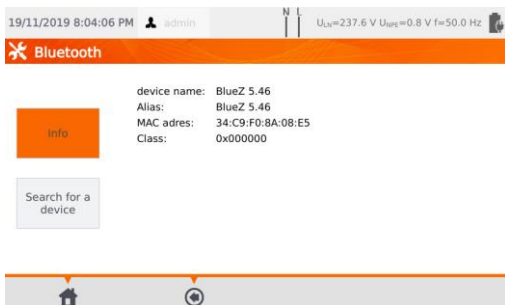 19/11/2019 8:04:06 PM admin N L U_LN=237.6 V U_NPE=0.8 V f=50.0 Hz
Bluetooth
device name: BlueZ 5.46
Alias: BlueZ 5.46
MAC adres: 34:C9:F0:8A:08:E5
Class: 0x000000
Info
Search for a
device